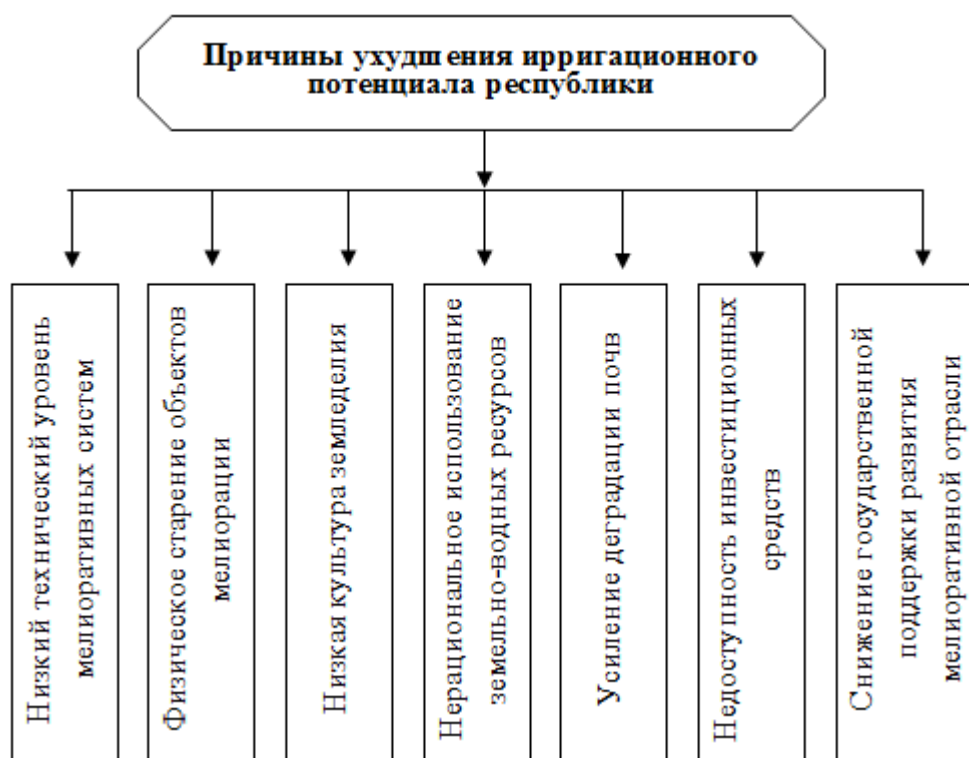 Причины ухудшения ирригационного
потенциала республики
Низкий технический уровень
мелиоративных систем
Физическое старение объектов
мелиорации
Низкая культура земледелия
Нерациональное использование
земельно-водных ресурсов
Усиление деградации почв
Недоступность инвестиционных
средств
Снижение государственной
поддержки развития
мелиоративной отрасли